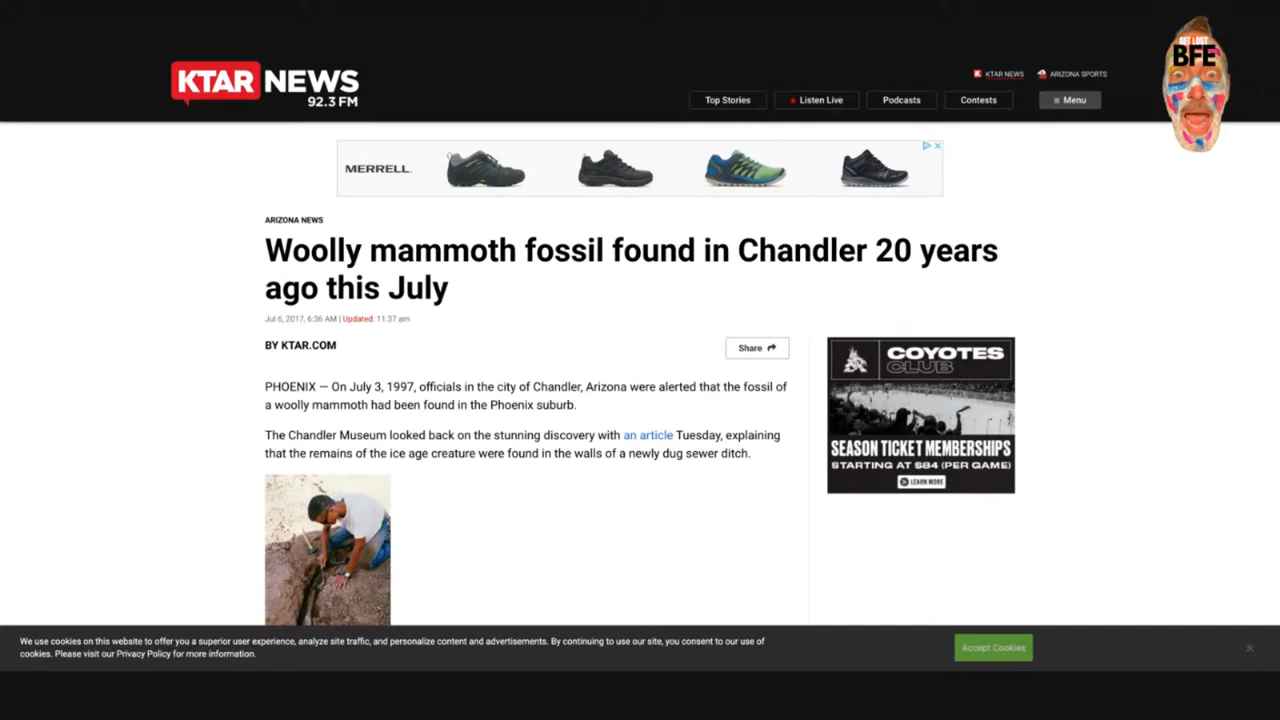 GET LOST
BFE
KTAR NEWS
92.3 FM
KTAR NEWS
ARIZONA SPORTS
Top Stories
Listen Live
Podcasts
Contests
Menu
MERRELL
ARIZONA NEWS
Woolly mammoth fossil found in Chandler 20 years
ago this July
Jul 6, 2017, 6:36 AM | Updated: 11:37 am
BY KTAR.COM
Share
PHOENIX — On July 3, 1997, officials in the city of Chandler, Arizona were alerted that the fossil of
a woolly mammoth had been found in the Phoenix suburb.
The Chandler Museum looked back on the stunning discovery with an article Tuesday, explaining
that the remains of the ice age creature were found in the walls of a newly dug sewer ditch.
COYOTES
CLUB
SEASON TICKET MEMBERSHIPS
STARTING AT $84 (PER GAME)
LEARN MORE
We use cookies on this website to offer you a superior user experience, analyze site traffic, and personalize content and advertisements. By continuing to use our site, you consent to our use of
cookies. Please visit our Privacy Policy for more information.
Accept Cookies